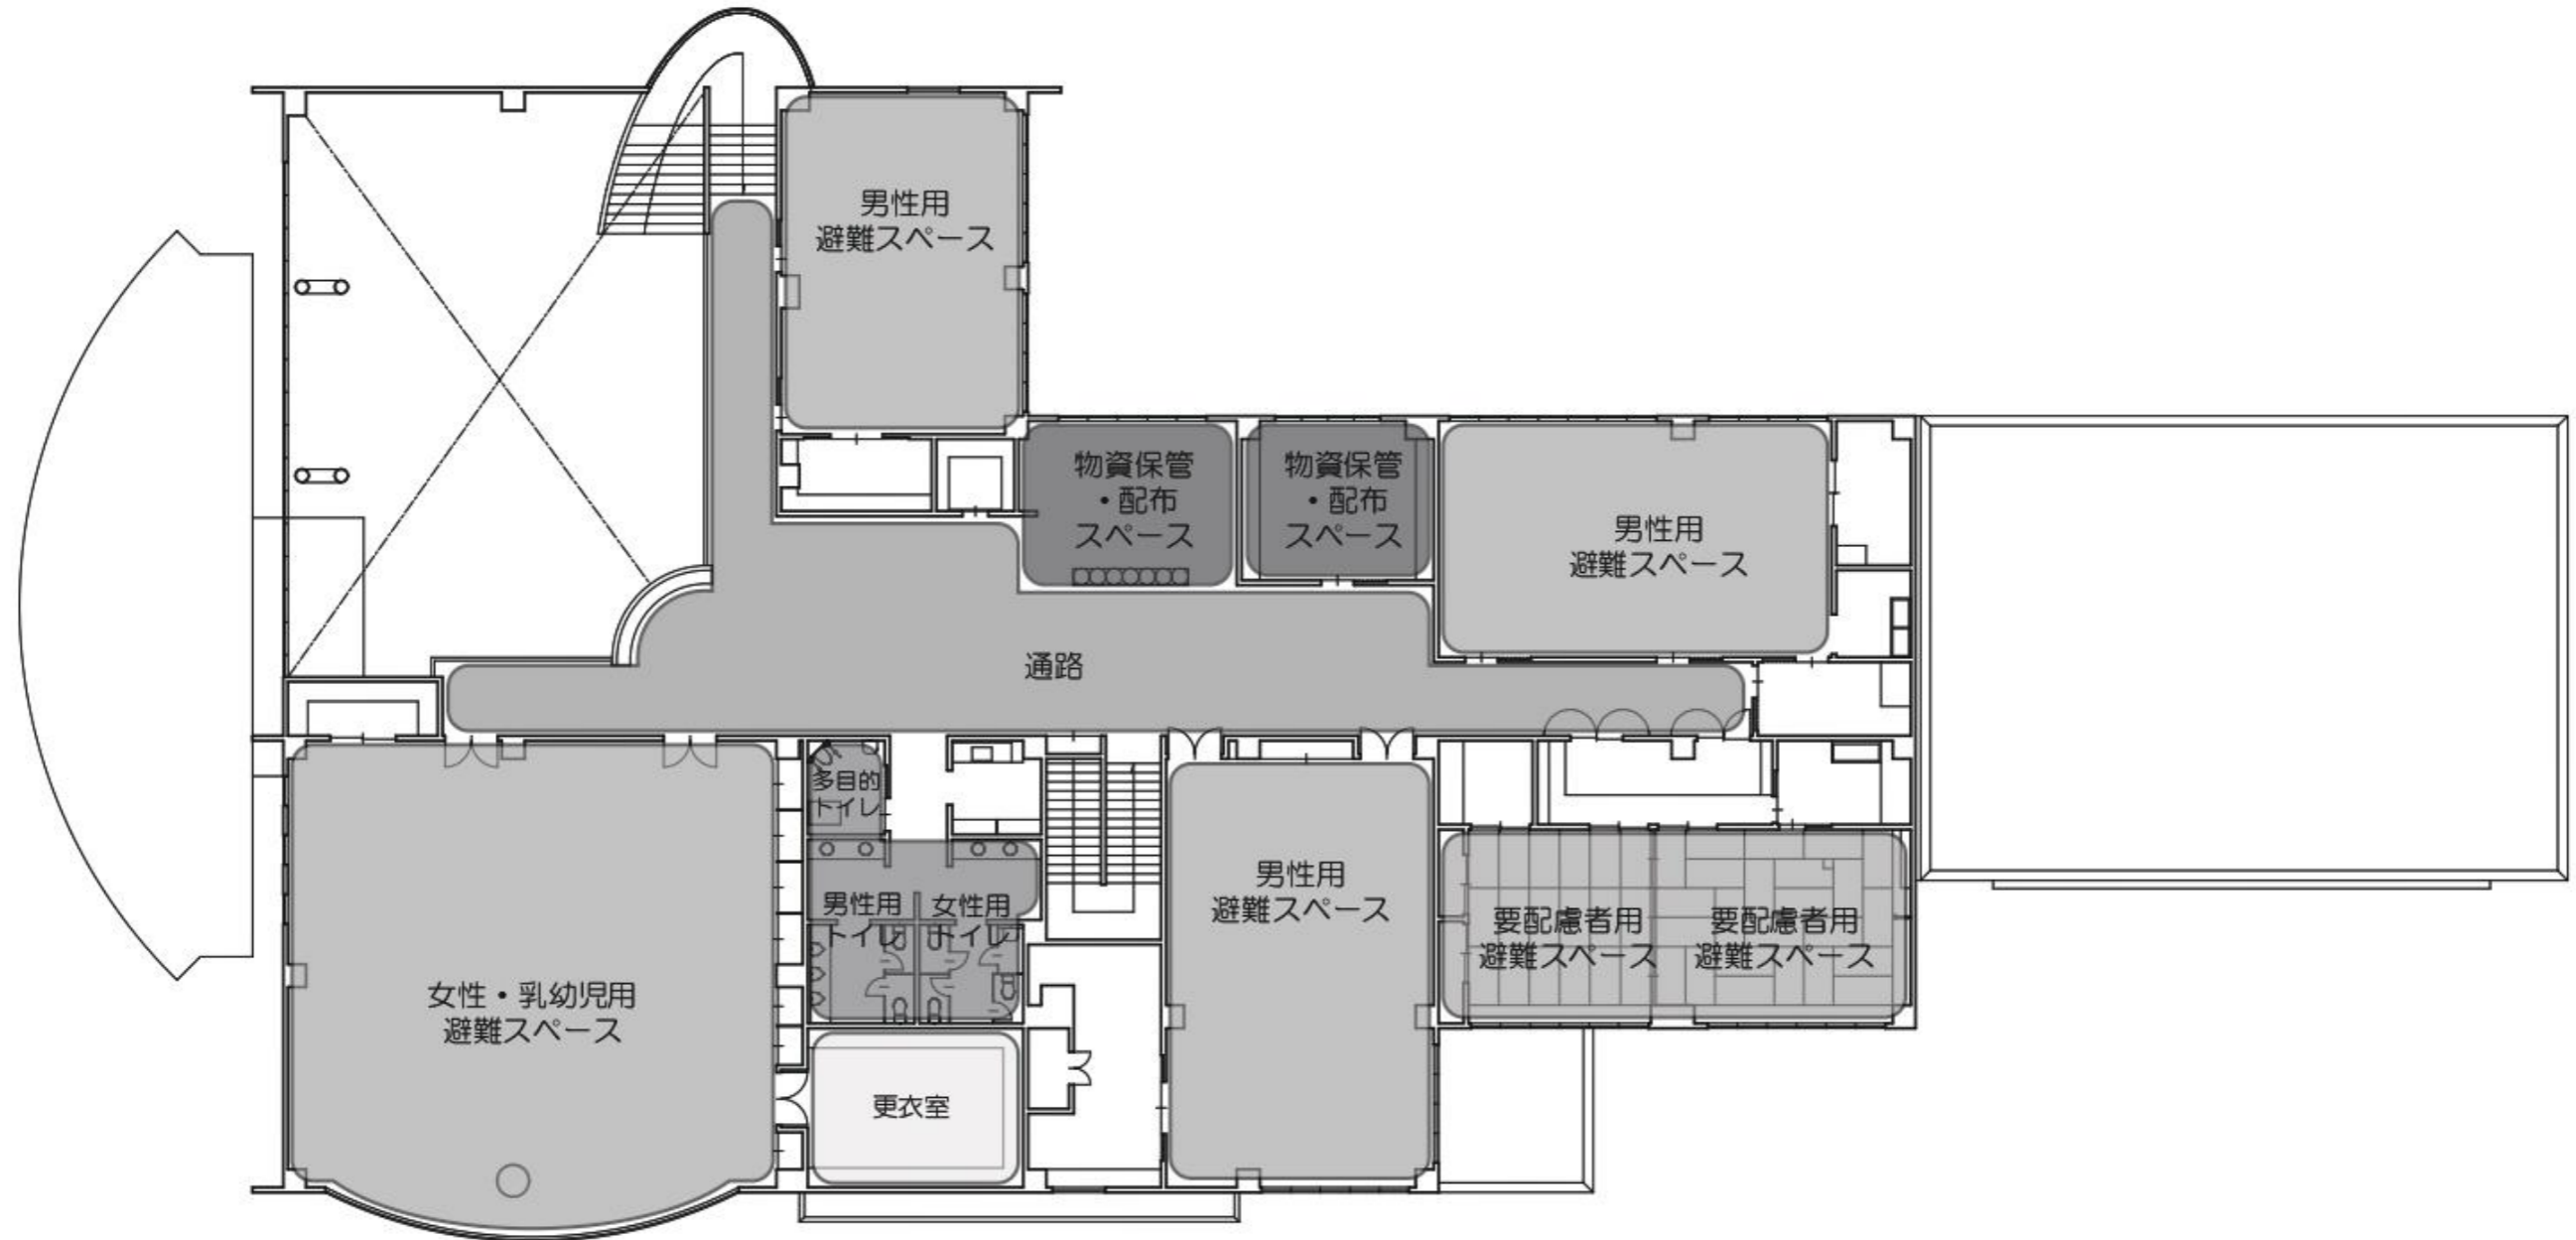 男性用
避難スペース
物資保管
・配布
スペース
物資保管
・配布
スペース
男性用
避難スペース
通路
多目的
トイレ
男性用
トイレ
女性用
トイレ
男性用
避難スペース
要配慮者用
避難スペース
要配慮者用
避難スペース
女性・乳幼児用
避難スペース
更衣室